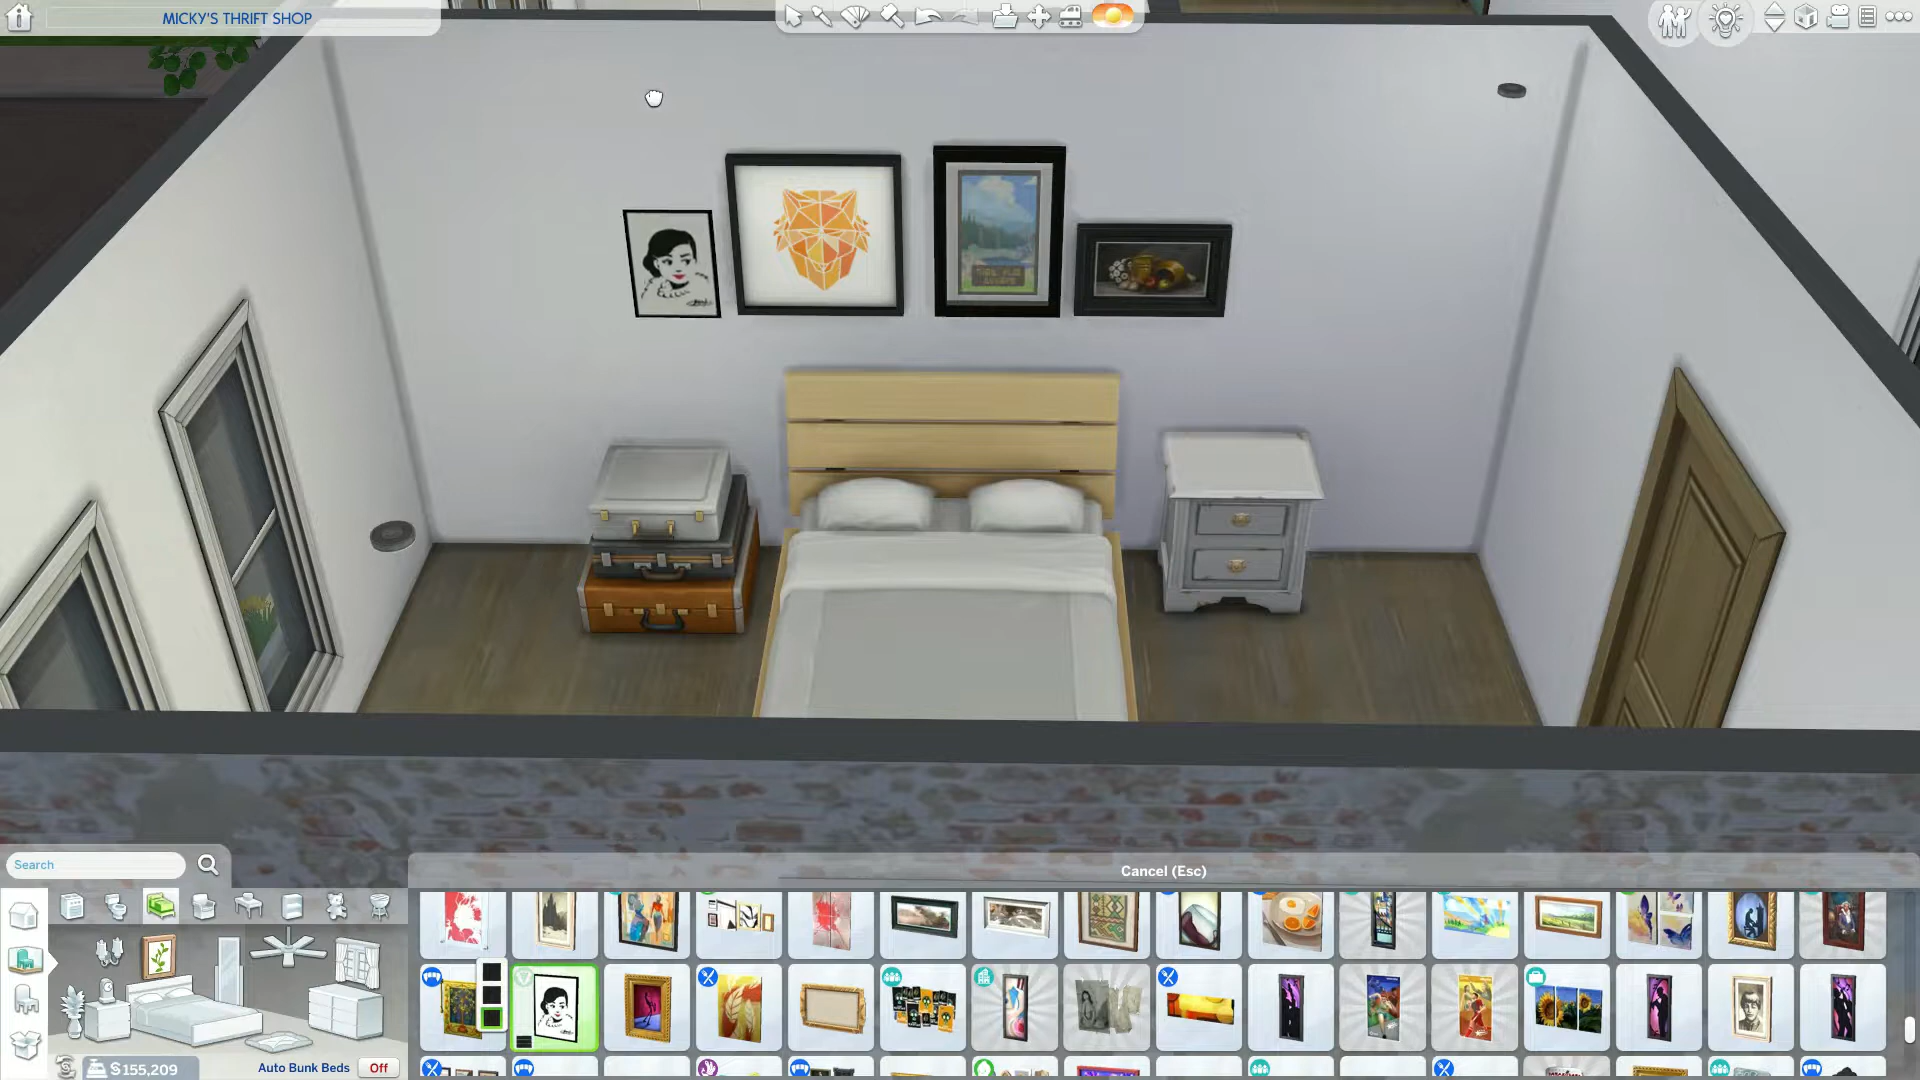 MICKY'S THRIFT SHOP
Cancel (Esc)
Search
$155,209
Auto Bunk Beds
Off